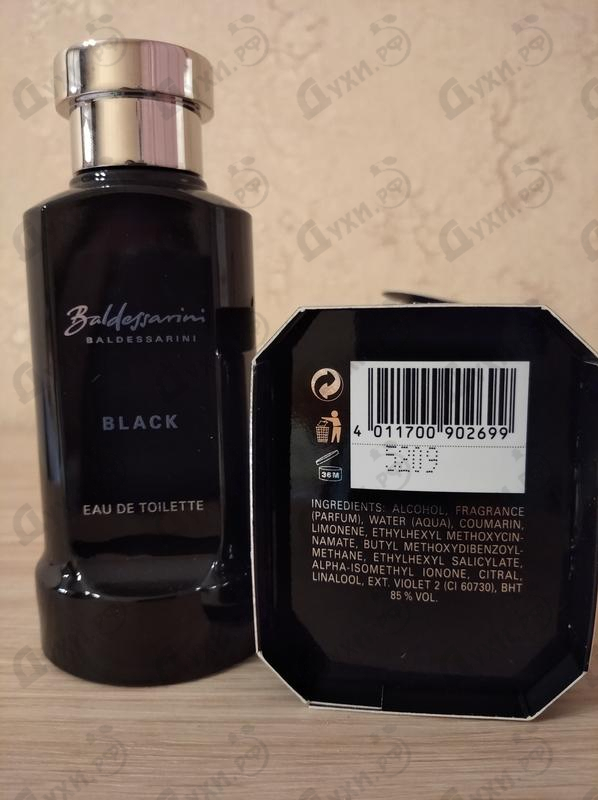 Baldessarini
BALDESSARINI
BLACK
EAU DE TOILETTE
4 011700 902699
5209
36M
INGREDIENTS: ALCOHOL, FRAGRANCE
(PARFUM), WATER (AQUA), COUMARIN,
LIMONENE, ETHYLHEXYL METHOXYCIN-
NAMATE, BUTYL METHOXYDIBENZOYL-
METHANE, ETHYLHEXYL SALICYLATE,
ALPHA-ISOMETHYL IONONE, CITRAL,
LINALOOL, EXT. VIOLET 2 (CI 60730), BHT
85 % VOL.
Духи.РФ